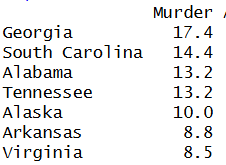 Murder
Georgia 17.4
South Carolina 14.4
Alabama 13.2
Tennessee 13.2
Alaska 10.0
Arkansas 8.8
Virginia 8.5